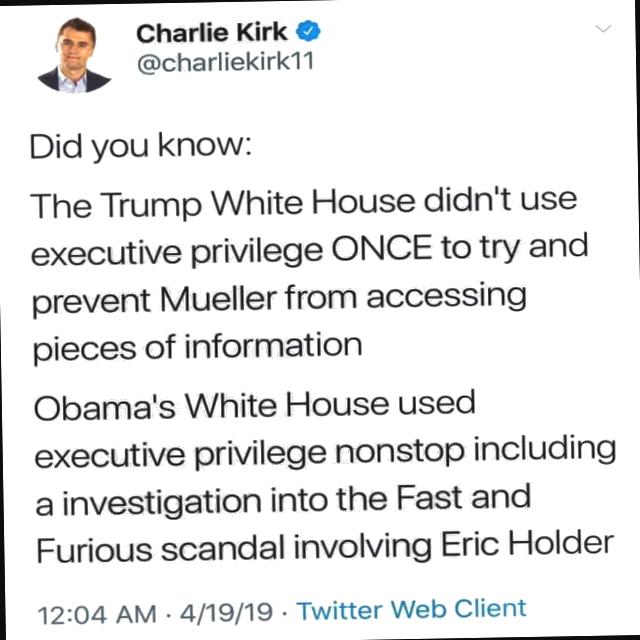 Charlie Kirk
@charliekirk11
Did you know:
The Trump White House didn't use
executive privilege ONCE to try and
prevent Mueller from accessing
pieces of information
Obama's White House used
executive privilege nonstop including
a investigation into the Fast and
Furious scandal involving Eric Holder
12:04 AM · 4/19/19 · Twitter Web Client